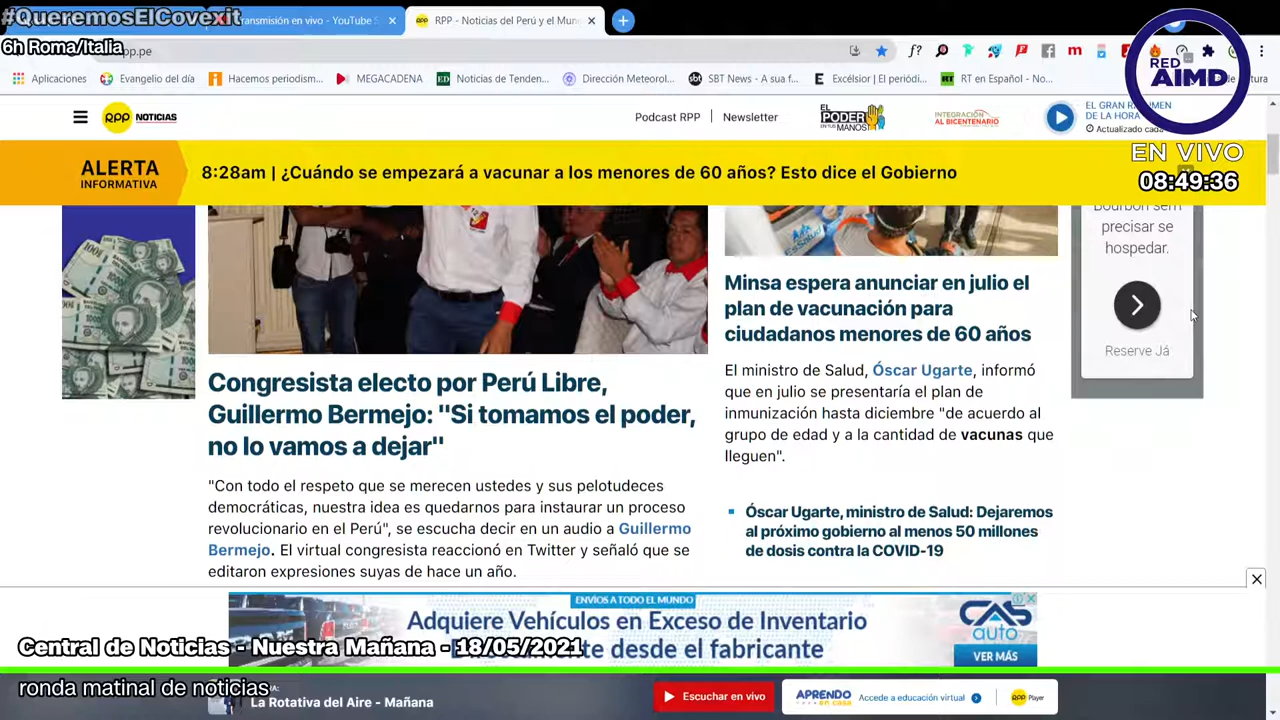 #QueremosElCovexit
6h Roma/Italia
transmisión en vivo - YouTube S
RPP - Noticias del Perú y el Mun
pp.pe
Aplicaciones
Evangelio del día
Hacemos periodism...
MEGACADENA
Noticias de Tenden...
Dirección Meteorol...
Excélsior | El periódi...
RT en Español - No...
RED
AIMD
RPP NOTICIAS
Podcast RPP
Newsletter
EL PODER EN TUS MANOS
INTEGRACIÓN
AL BICENTENARIO
EL GRAN RESUMEN
DE LA HORA
Actualizado cada
ALERTA
INFORMATIVA
8:28am | ¿Cuándo se empezará a vacunar a los menores de 60 años? Esto dice el Gobierno
EN VIVO
08:49:36
Bourbon sem
precisar se
hospedar.
Reserve Já
EsSalud
Congresista electo por Perú Libre,
Guillermo Bermejo: "Si tomamos el poder,
no lo vamos a dejar"
"Con todo el respeto que se merecen ustedes y sus pelotudeces
democráticas, nuestra idea es quedarnos para instaurar un proceso
revolucionario en el Perú", se escucha decir en un audio a Guillermo
Bermejo. El virtual congresista reaccionó en Twitter y señaló que se
editaron expresiones suyas de hace un año.
Minsa espera anunciar en julio el
plan de vacunación para
ciudadanos menores de 60 años
El ministro de Salud, Óscar Ugarte, informó
que en julio se presentaría el plan de
inmunización hasta diciembre "de acuerdo al
grupo de edad y a la cantidad de vacunas que
lleguen".
Óscar Ugarte, ministro de Salud: Dejaremos
al próximo gobierno al menos 50 millones
de dosis contra la COVID-19
ENVÍOS A TODO EL MUNDO
Adquiere Vehículos en Exceso de Inventario
desde el fabricante
CAS
auto
VER MÁS
Central de Noticias - Nuestra Mañana - 18/05/2021
ronda matinal de noticias
La Rotativa del Aire - Mañana
Escuchar en vivo
APRENDO
en casa
Accede a educación virtual
RPP Player